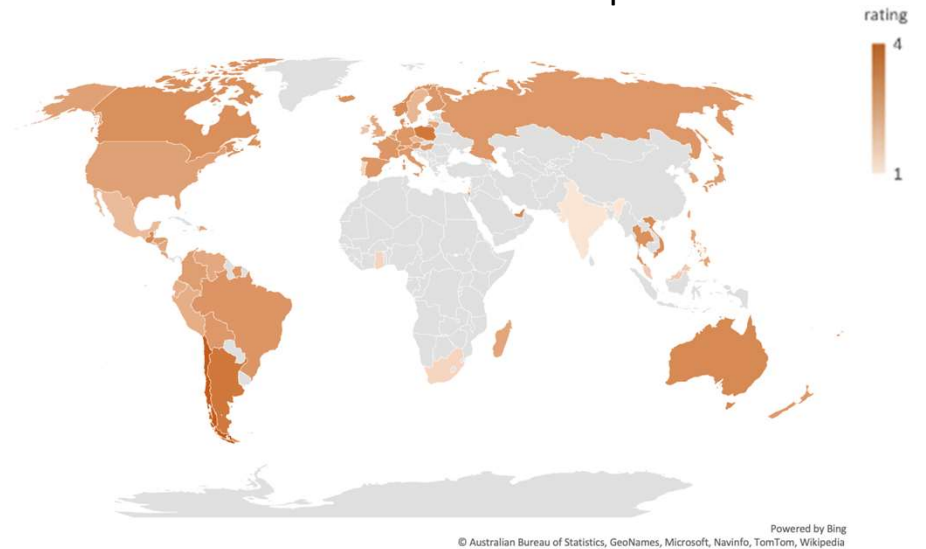 rating
4
1
Powered by Bing
© Australian Bureau of Statistics, GeoNames, Microsoft, Navinfo, TomTom, Wikipedia